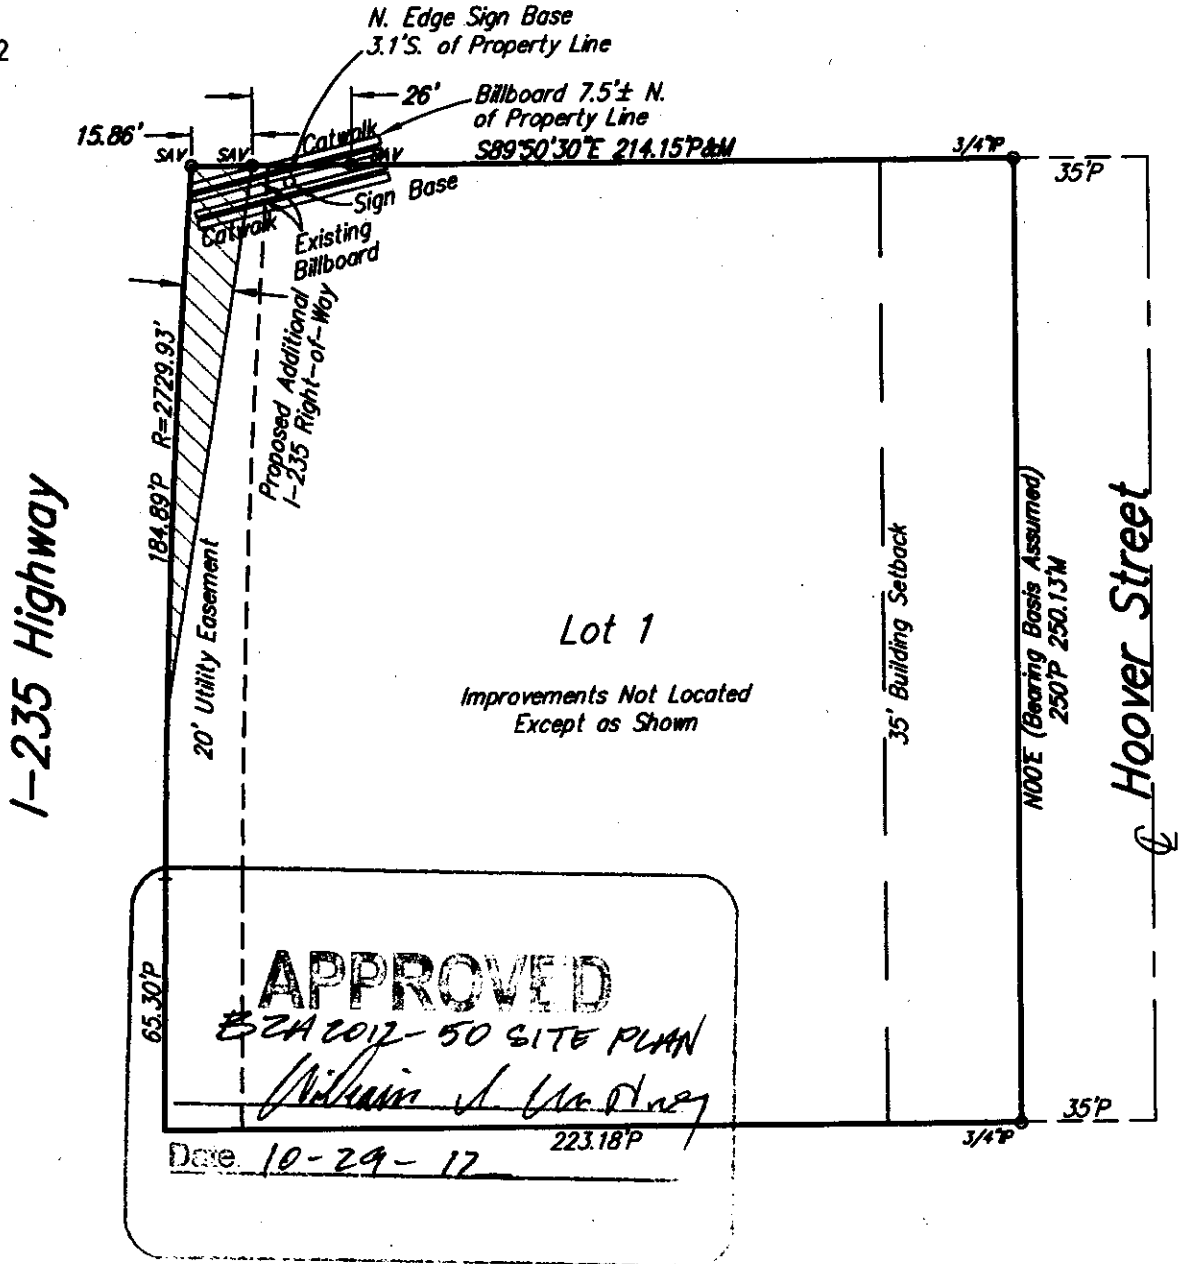 2
N. Edge Sign Base
3.1'S. of Property Line
26'
Billboard 7.5'± N.
of Property Line
15.86'
SAV
SAV
Catwalk
SAV
S89°50'30"E 214.15'P&M
3/4"P
35'P
Sign Base
Catwalk
Existing
Billboard
Proposed Additional
I-235 Right-of-Way
184.89'P R=2729.93'
20' Utility Easement
I-235 Highway
Lot 1
Improvements Not Located
Except as Shown
35' Building Setback
N00°E (Bearing Basis Assumed)
250'P 250.13'M
Hoover Street
65.30'P
APPROVED
BZA 2012-50 SITE PLAN
Date 10-29-12
223.18'P
3/4"P
35'P